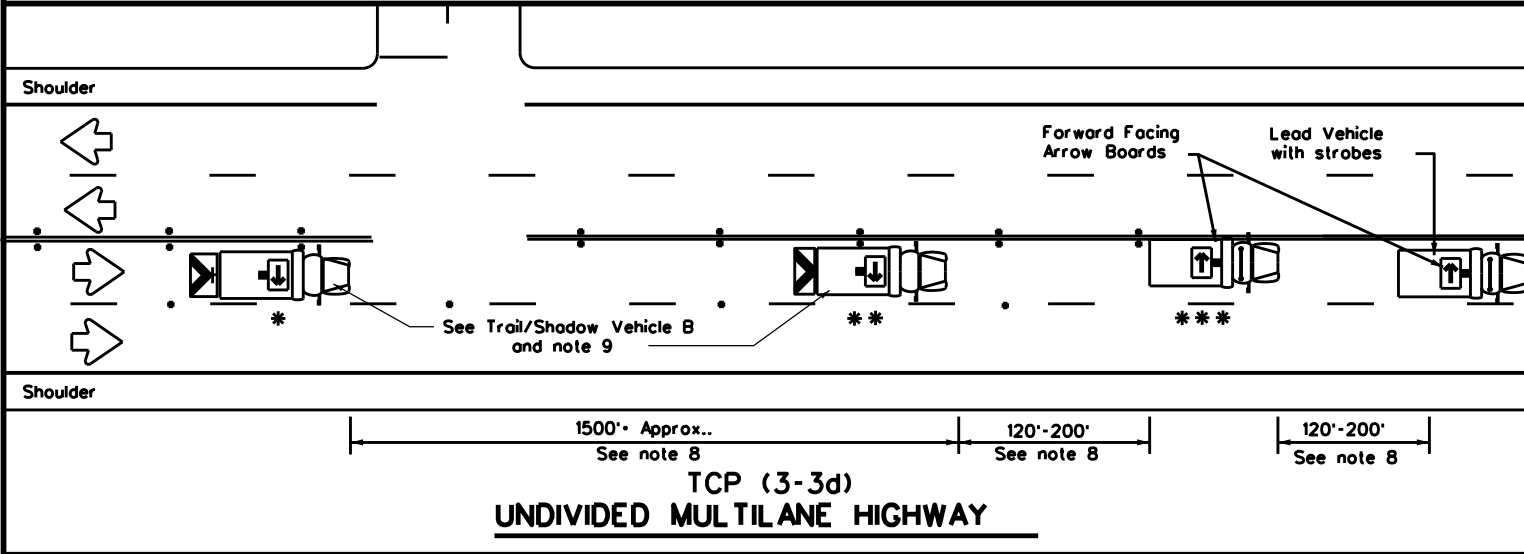 Shoulder
Forward Facing
Arrow Boards
Lead Vehicle
with strobes
*
* *
* * *
See Trail/Shadow Vehicle B
and note 9
Shoulder
1500'· Approx..
See note 8
120'-200'
See note 8
120'-200'
See note 8
TCP (3-3d)
UNDIVIDED MULTILANE HIGHWAY